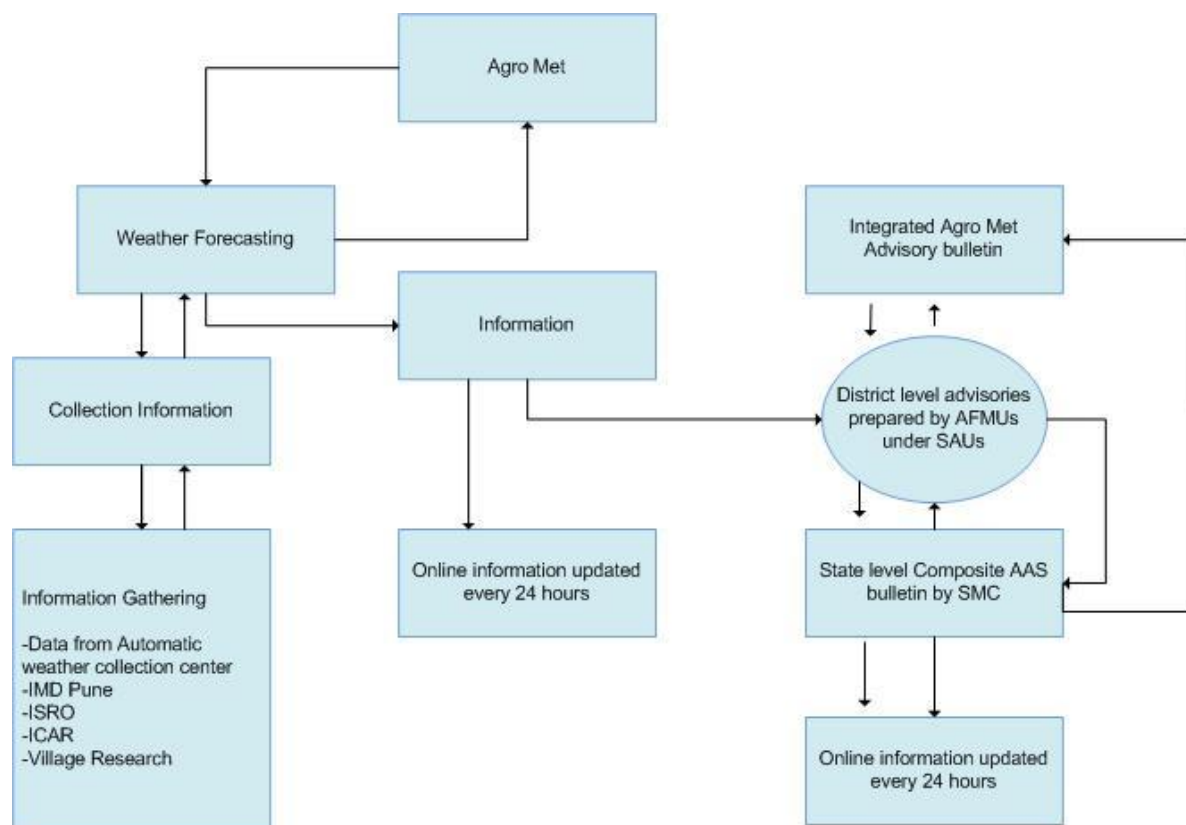 Agro Met
Weather Forecasting
Integrated Agro Met
Advisory bulletin
Information
Collection Information
District level advisories
prepared by AFMUs
under SAUs
Information Gathering
-Data from Automatic
weather collection center
-IMD Pune
-ISRO
-ICAR
-Village Research
Online information updated
every 24 hours
State level Composite AAS
bulletin by SMC
Online information updated
every 24 hours